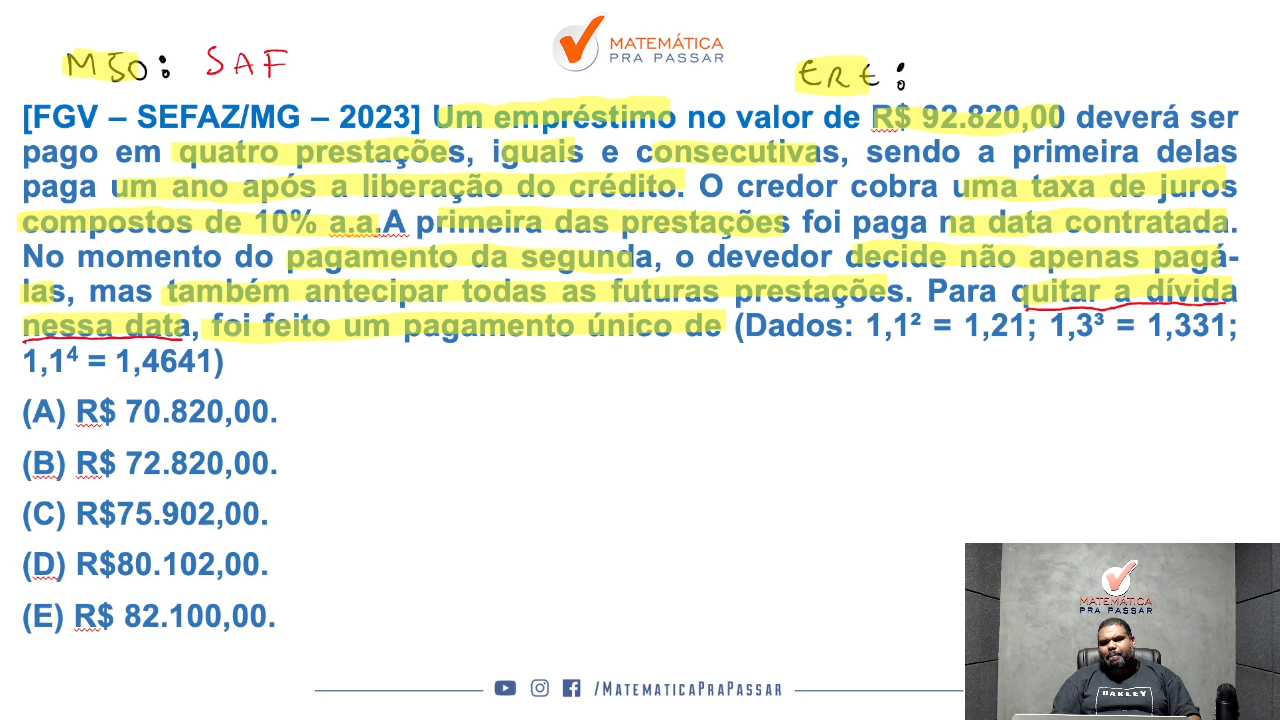 M50: SAF
MATEMÁTICA
PRA PASSAR
ERE:
[FGV – SEFAZ/MG – 2023] Um empréstimo no valor de R$ 92.820,00 deverá ser
pago em quatro prestações, iguais e consecutivas, sendo a primeira delas
paga um ano após a liberação do crédito. O credor cobra uma taxa de juros
compostos de 10% a.a.A primeira das prestações foi paga na data contratada.
No momento do pagamento da segunda, o devedor decide não apenas pagá-
las, mas também antecipar todas as futuras prestações. Para quitar a dívida
nessa data, foi feito um pagamento único de (Dados: 1,1² = 1,21; 1,3³ = 1,331;
1,1⁴ = 1,4641)
(A) R$ 70.820,00.
(B) R$ 72.820,00.
(C) R$75.902,00.
(D) R$80.102,00.
(E) R$ 82.100,00.
MATEMÁTICA
PRA PASSAR
OAKLEY
/MATEMATICAPRAPASSAR